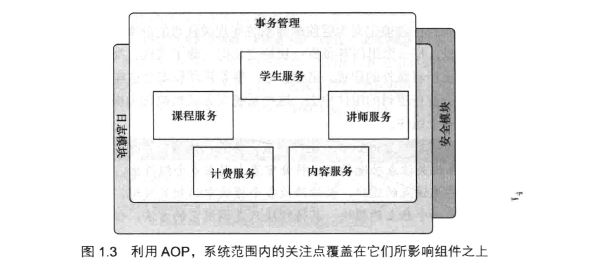 事务管理
学生服务
课程服务
讲师服务
计费服务
内容服务
日志模块
安全模块
图 1.3 利用 AOP，系统范围内的关注点覆盖在它们所影响组件之上